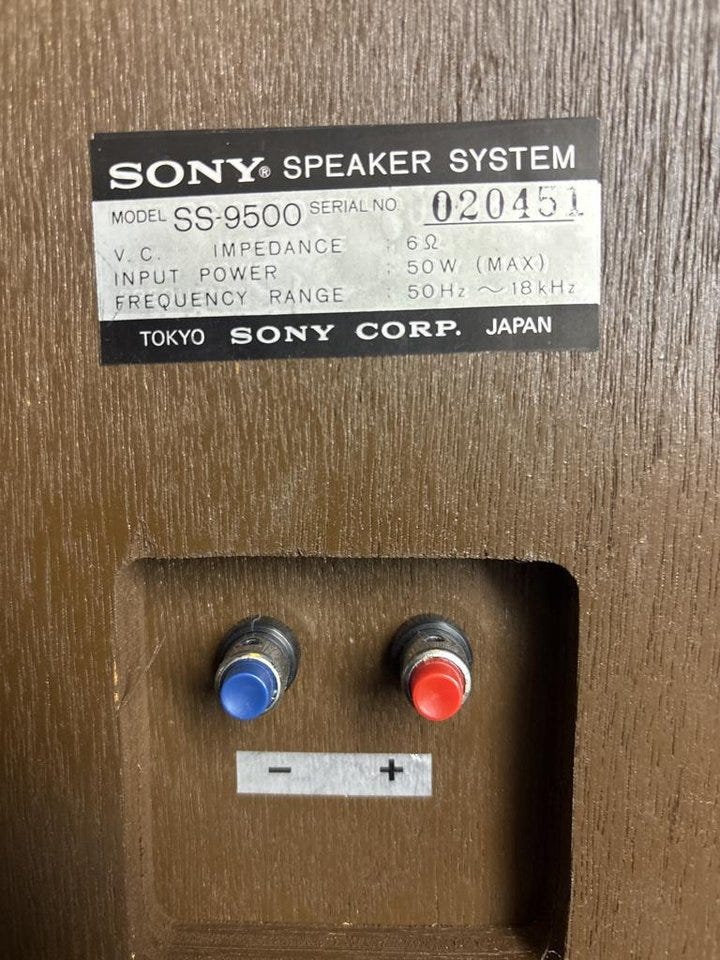 SONY® SPEAKER SYSTEM
MODEL SS-9500 SERIAL NO. 020451
V. C. IMPEDANCE : 6Ω
INPUT POWER : 50W (MAX)
FREQUENCY RANGE : 50Hz ~ 18kHz
TOKYO SONY CORP. JAPAN
− +